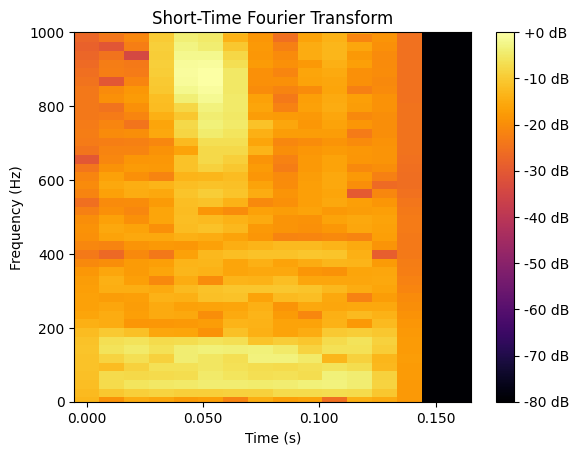 Short-Time Fourier Transform
1000
800
600
400
200
0
Frequency (Hz)
0.000
0.050
0.100
0.150
Time (s)
+0 dB
-10 dB
-20 dB
-30 dB
-40 dB
-50 dB
-60 dB
-70 dB
-80 dB